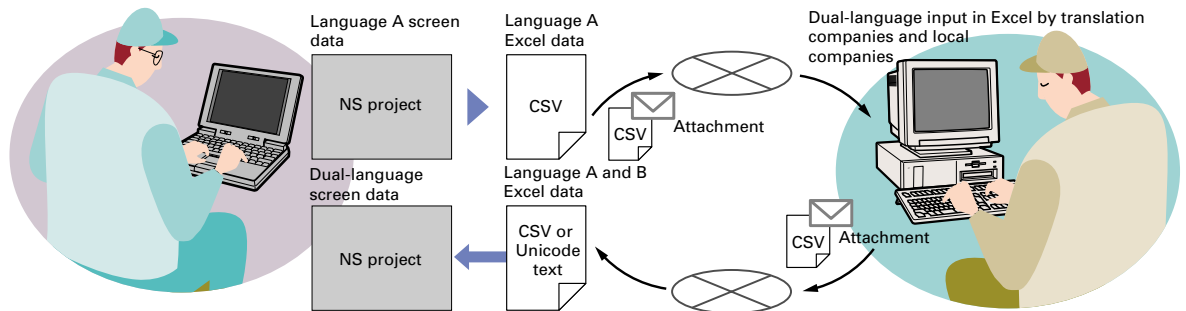 Language A screen
data
NS project
Language A
Excel data
CSV
CSV
Attachment
Dual-language input in Excel by translation
companies and local
companies
Dual-language
screen data
NS project
Language A and B
Excel data
CSV or
Unicode
text
CSV
Attachment